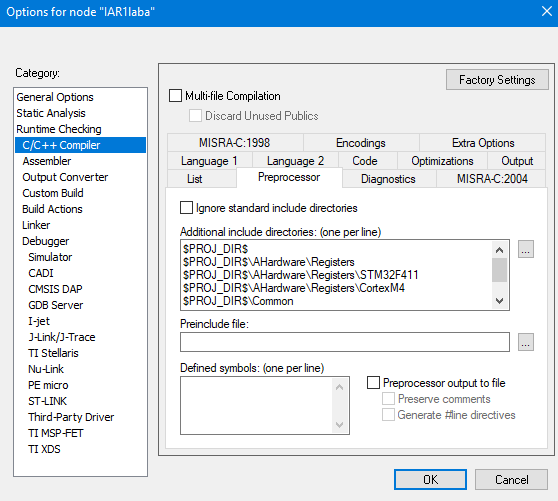 Options for node "IAR1laba"
Category:
General Options
Static Analysis
Runtime Checking
C/C++ Compiler
Assembler
Output Converter
Custom Build
Build Actions
Linker
Debugger
Simulator
CADI
CMSIS DAP
GDB Server
I-jet
J-Link/J-Trace
TI Stellaris
Nu-Link
PE micro
ST-LINK
Third-Party Driver
TI MSP-FET
TI XDS
Factory Settings
Multi-file Compilation
Discard Unused Publics
MISRA-C:1998 Encodings Extra Options
Language 1 Language 2 Code Optimizations Output
List Preprocessor Diagnostics MISRA-C:2004
Ignore standard include directories
Additional include directories: (one per line)
$PROJ_DIR$
$PROJ_DIR$\AHardware\Registers
$PROJ_DIR$\AHardware\Registers\STM32F411
$PROJ_DIR$\AHardware\Registers\CortexM4
$PROJ_DIR$\Common
...
Preinclude file:
...
Defined symbols: (one per line)
Preprocessor output to file
Preserve comments
Generate #line directives
OK Cancel